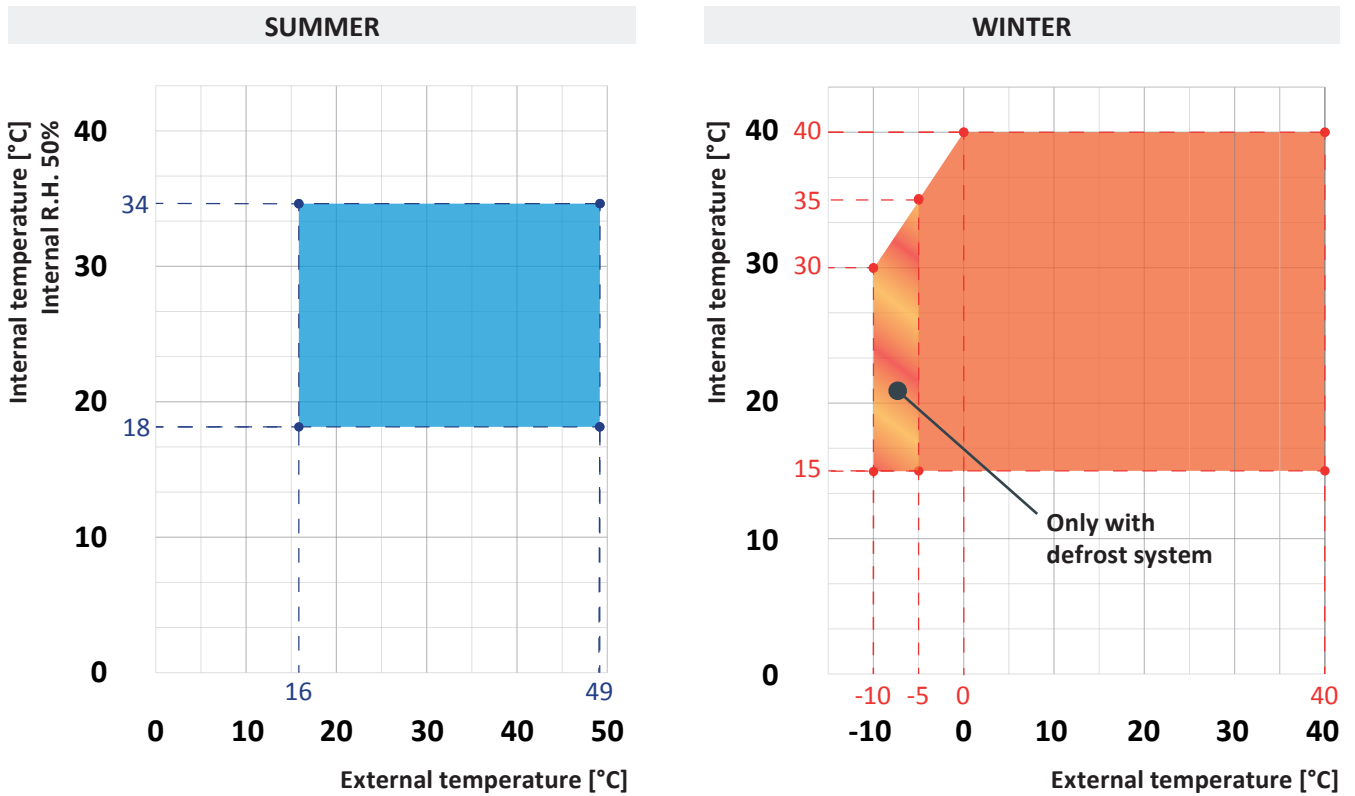 SUMMER
Internal temperature [°C]
Internal R.H. 50%
40
34
30
20
18
10
0
16
49
0 10 20 30 40 50
External temperature [°C]
WINTER
Internal temperature [°C]
40
40
35
30
30
20
15
10
0
Only with
defrost system
-10 -5 0 40
-10 0 10 20 30 40
External temperature [°C]